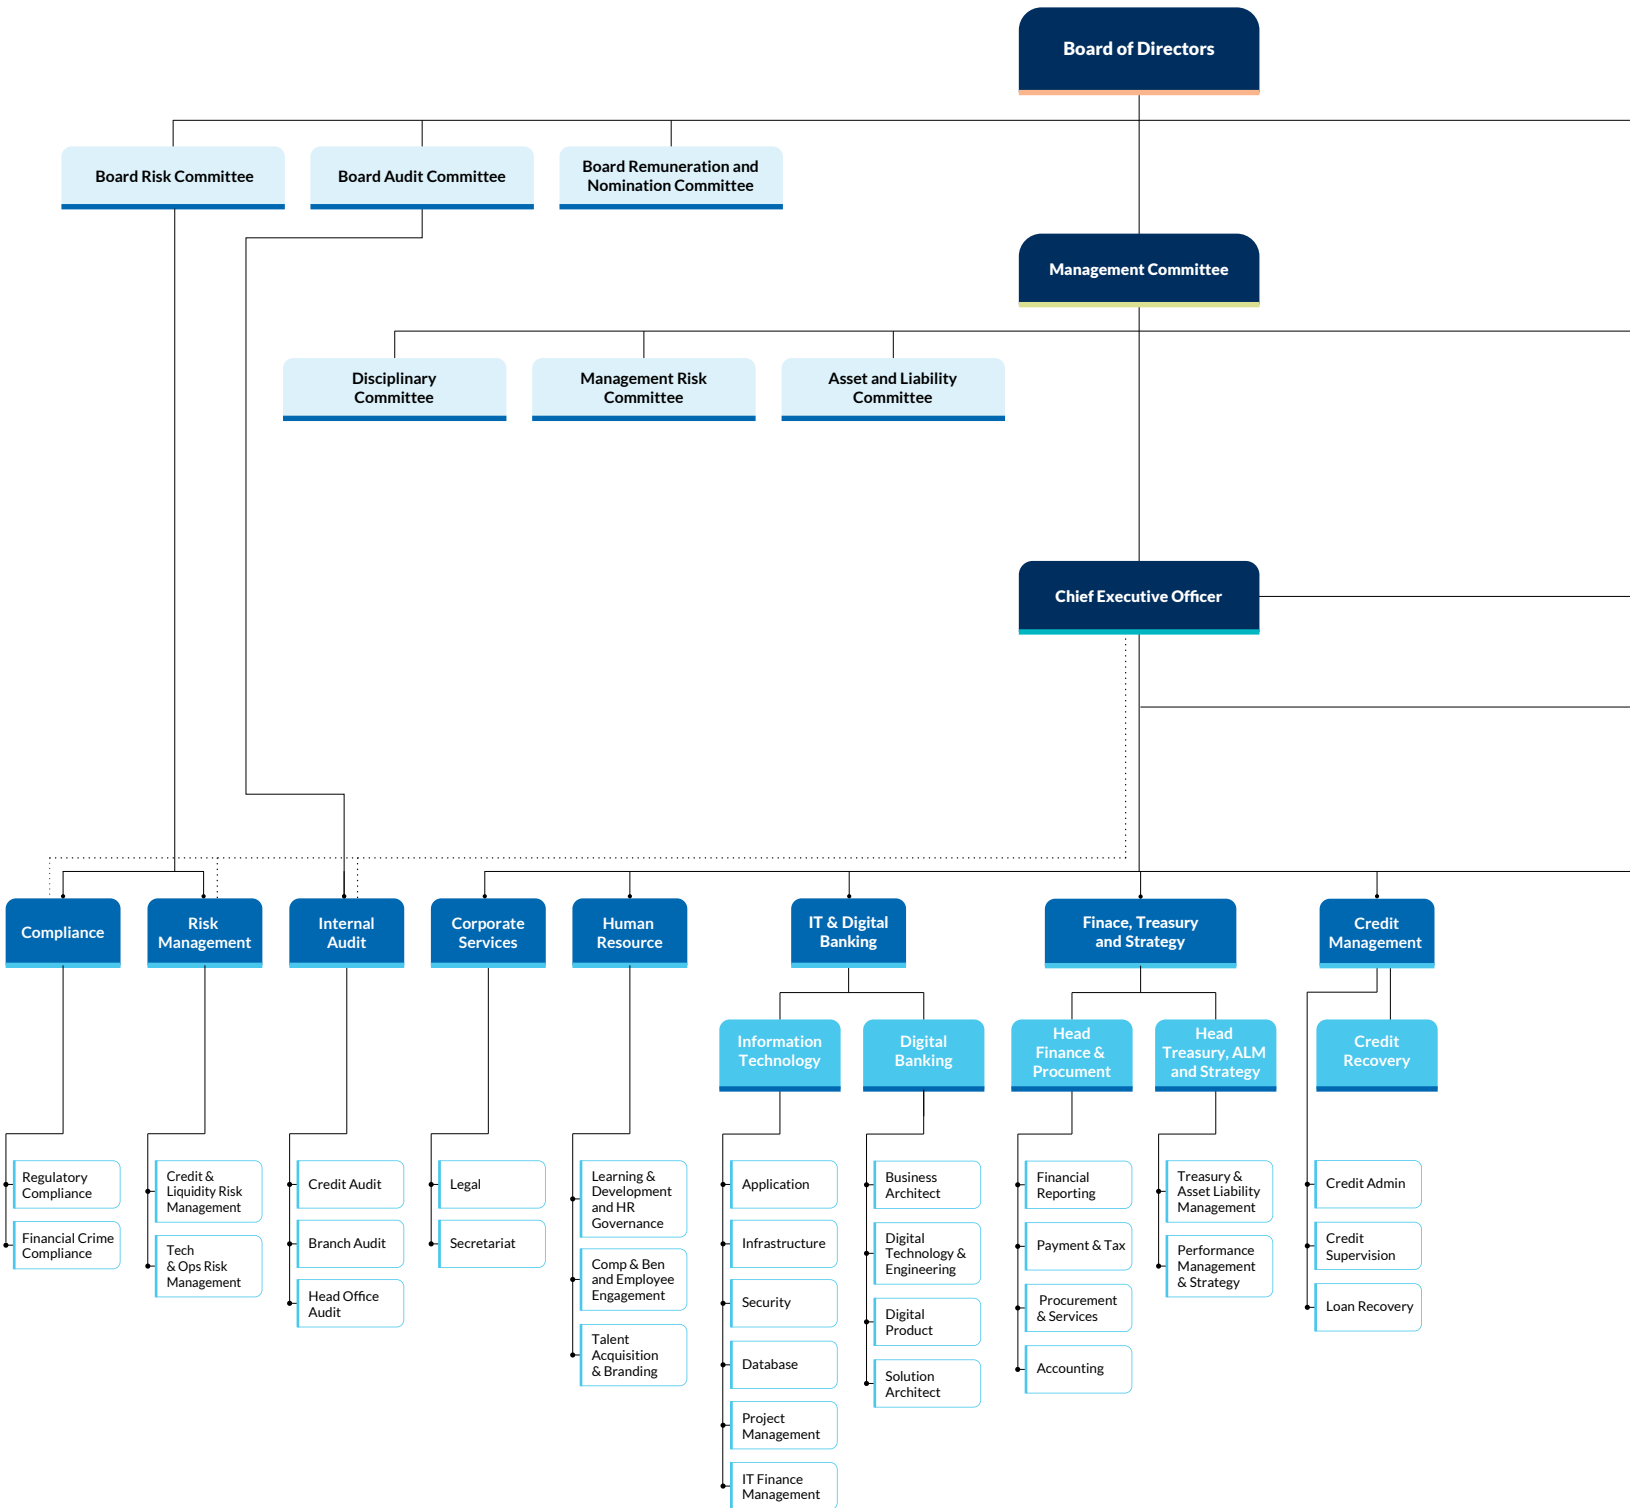 Board of Directors
Board Risk Committee
Board Audit Committee
Board Remuneration and
Nomination Committee
Management Committee
Disciplinary
Committee
Management Risk
Committee
Asset and Liability
Committee
Chief Executive Officer
Compliance
Risk
Management
Internal
Audit
Corporate
Services
Human
Resource
IT & Digital
Banking
Finace, Treasury
and Strategy
Credit
Management
Information
Technology
Digital
Banking
Head
Finance &
Procument
Head
Treasury, ALM
and Strategy
Credit
Recovery
Regulatory
Compliance
Financial Crime
Compliance
Credit &
Liquidity Risk
Management
Tech
& Ops Risk
Management
Credit Audit
Branch Audit
Head Office
Audit
Legal
Secretariat
Learning &
Development
and HR
Governance
Comp & Ben
and Employee
Engagement
Talent
Acquisition
& Branding
Application
Infrastructure
Security
Database
Project
Management
IT Finance
Management
Business
Architect
Digital
Technology &
Engineering
Digital
Product
Solution
Architect
Financial
Reporting
Payment & Tax
Procurement
& Services
Accounting
Treasury &
Asset Liability
Management
Performance
Management
& Strategy
Credit Admin
Credit
Supervision
Loan Recovery